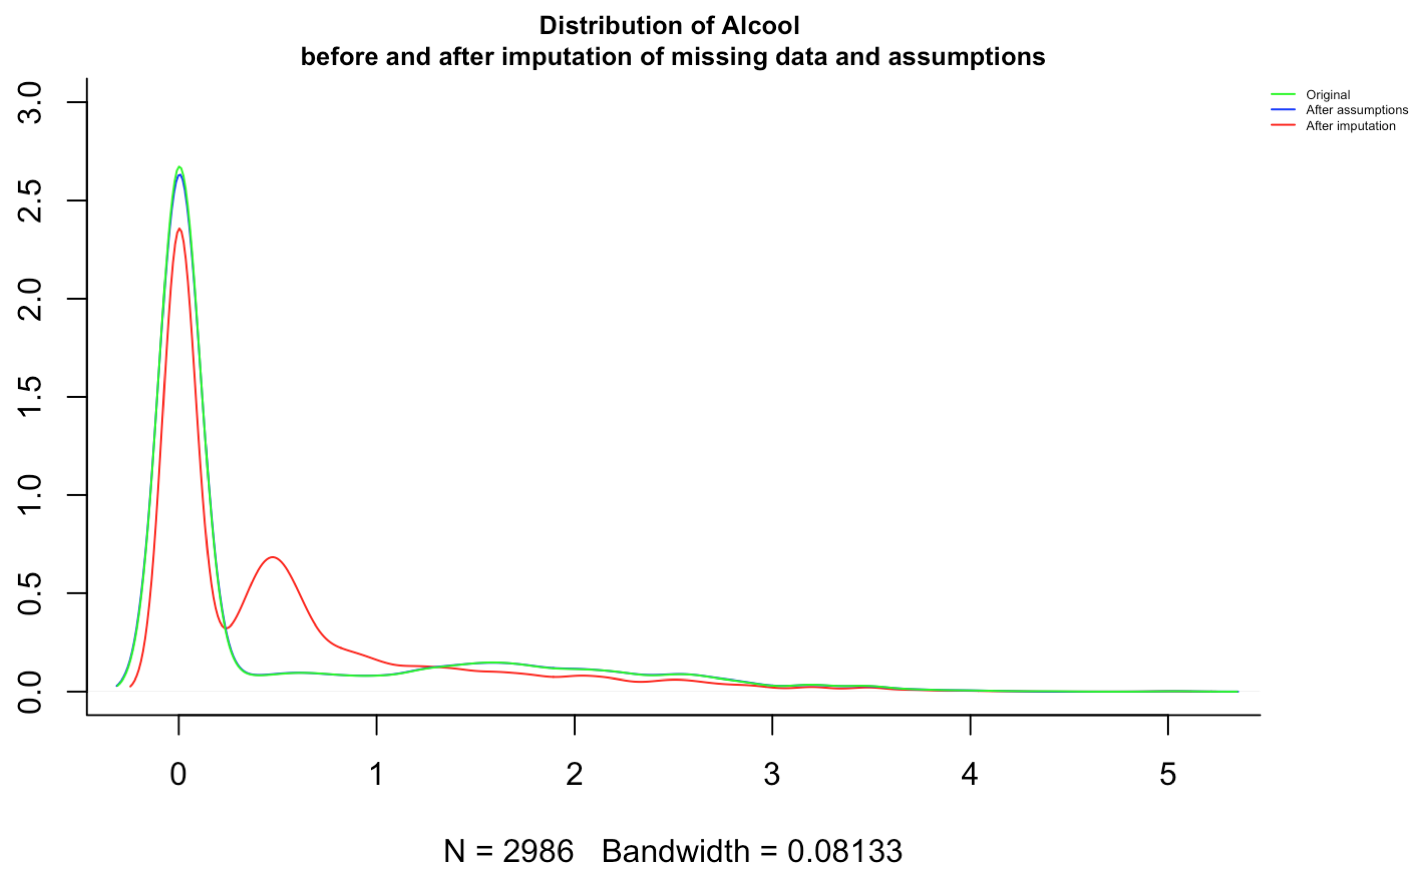 Distribution of Alcool
before and after imputation of missing data and assumptions
Original
After assumptions
After imputation
3.0
2.5
2.0
1.5
1.0
0.5
0.0
0 1 2 3 4 5
N = 2986 Bandwidth = 0.08133